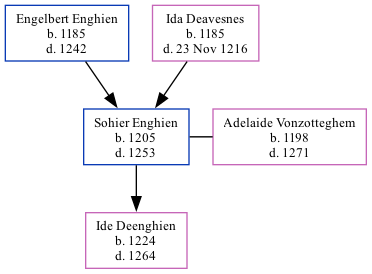 Engelbert Enghien
b. 1185
d. 1242
Ida Deavesnes
b. 1185
d. 23 Nov 1216
Sohier Enghien
b. 1205
d. 1253
Adelaide Vonzotteghem
b. 1198
d. 1271
Ide Deenghien
b. 1224
d. 1264